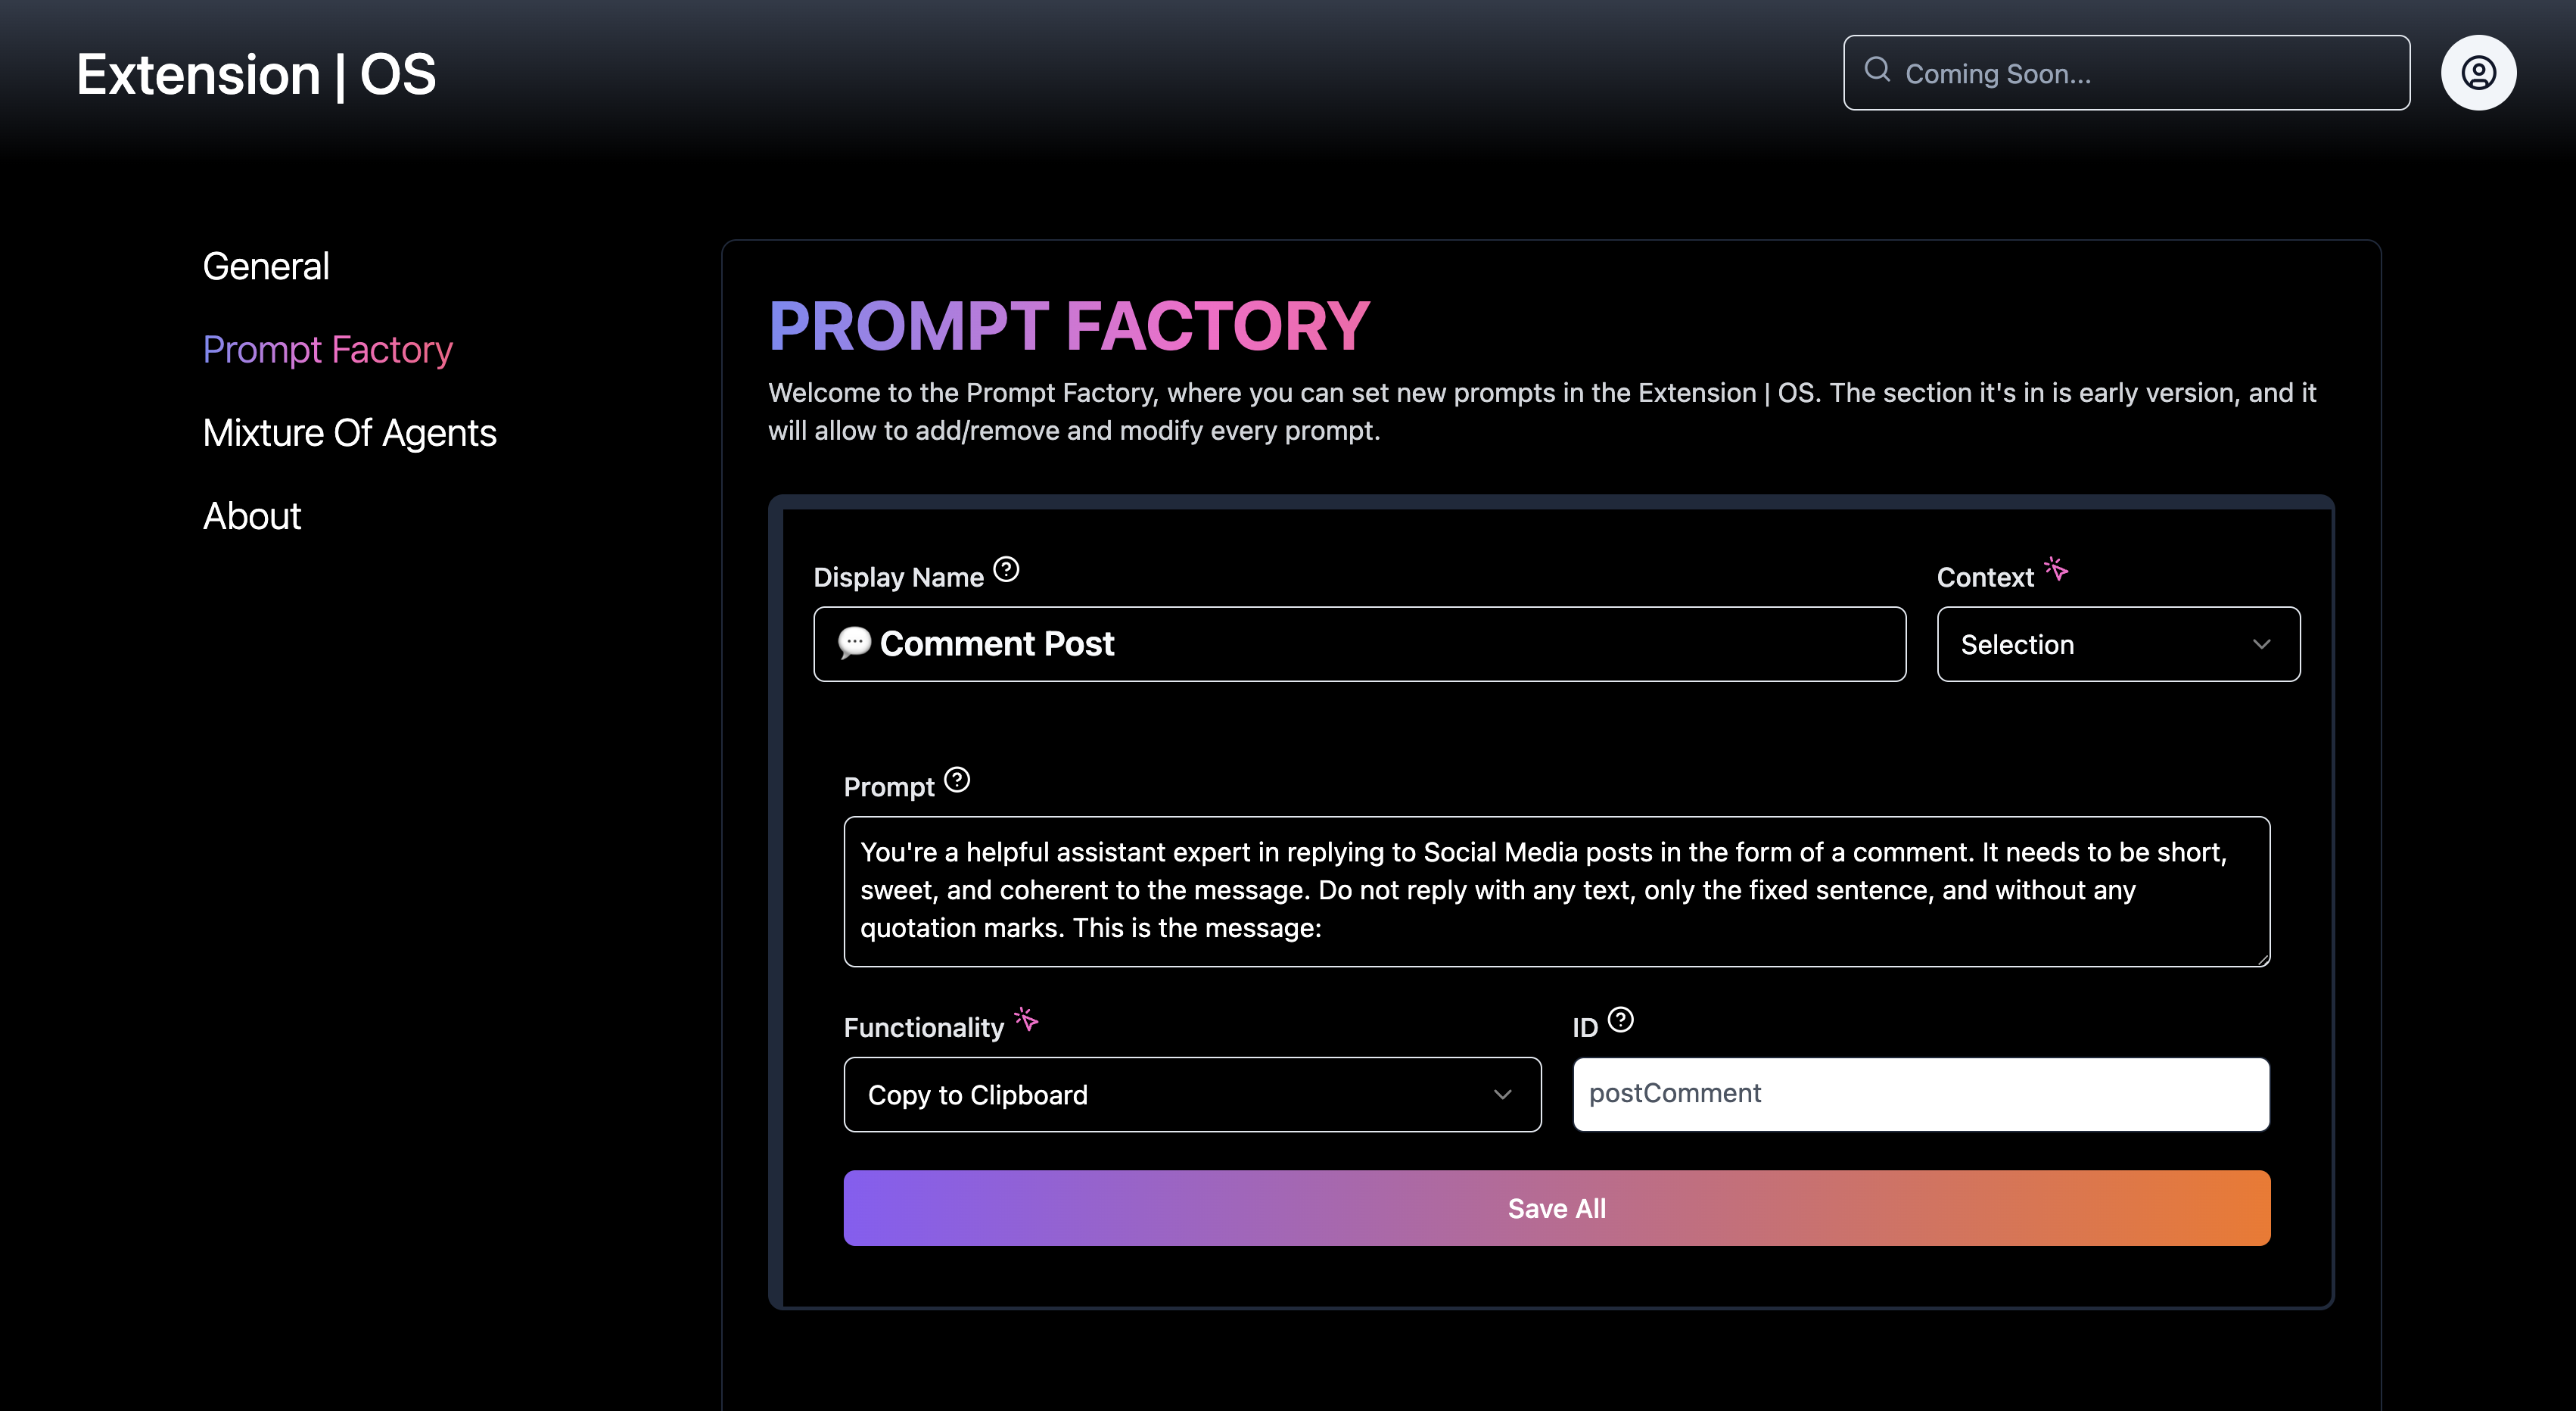 Extension | OS
Coming Soon...
General
Prompt Factory
Mixture Of Agents
About
PROMPT FACTORY
Welcome to the Prompt Factory, where you can set new prompts in the Extension | OS. The section it's in is early version, and it
will allow to add/remove and modify every prompt.
Display Name
Context
💬 Comment Post
Selection
Prompt
You're a helpful assistant expert in replying to Social Media posts in the form of a comment. It needs to be short,
sweet, and coherent to the message. Do not reply with any text, only the fixed sentence, and without any
quotation marks. This is the message:
Functionality
ID
Copy to Clipboard
postComment
Save All